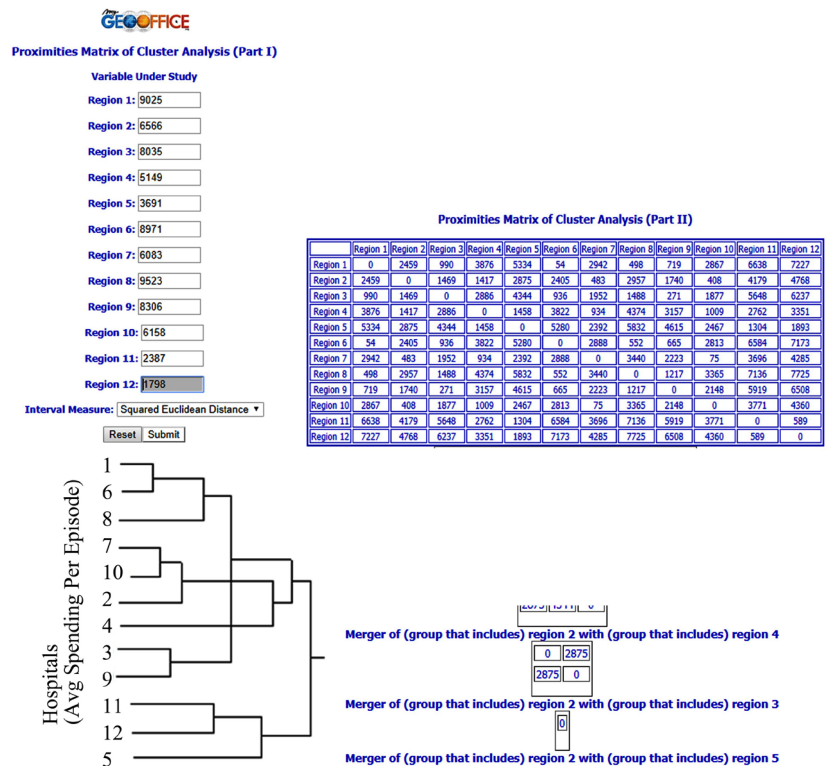 My
GEOOFFICE
Proximities Matrix of Cluster Analysis (Part I)
Variable Under Study
Region 1: 9025
Region 2: 6566
Region 3: 8035
Region 4: 5149
Region 5: 3691
Region 6: 8971
Region 7: 6083
Region 8: 9523
Region 9: 8306
Region 10: 6158
Region 11: 2387
Region 12: 1798
Interval Measure: Squared Euclidean Distance
Reset Submit
Proximities Matrix of Cluster Analysis (Part II)
Region 1 Region 2 Region 3 Region 4 Region 5 Region 6 Region 7 Region 8 Region 9 Region 10 Region 11 Region 12
Region 1 0 2459 990 3876 5334 54 2942 498 719 2867 6638 7227
Region 2 2459 0 1469 1417 2875 2405 483 2957 1740 408 4179 4768
Region 3 990 1469 0 2886 4344 936 1952 1488 271 1877 5648 6237
Region 4 3876 1417 2886 0 1458 3822 934 4374 3157 1009 2762 3351
Region 5 5334 2875 4344 1458 0 5280 2392 5832 4615 2467 1304 1893
Region 6 54 2405 936 3822 5280 0 2888 552 665 2813 6584 7173
Region 7 2942 483 1952 934 2392 2888 0 3440 2223 75 3696 4285
Region 8 498 2957 1488 4374 5832 552 3440 0 1217 3365 7136 7725
Region 9 719 1740 271 3157 4615 665 2223 1217 0 2148 5919 6508
Region 10 2867 408 1877 1009 2467 2813 75 3365 2148 0 3771 4360
Region 11 6638 4179 5648 2762 1304 6584 3696 7136 5919 3771 0 589
Region 12 7227 4768 6237 3351 1893 7173 4285 7725 6508 4360 589 0
Hospitals
(Avg Spending Per Episode)
1
6
8
7
10
2
4
3
9
11
12
5
Merger of (group that includes) region 2 with (group that includes) region 4
0 2875
2875 0
Merger of (group that includes) region 2 with (group that includes) region 3
0
Merger of (group that includes) region 2 with (group that includes) region 5